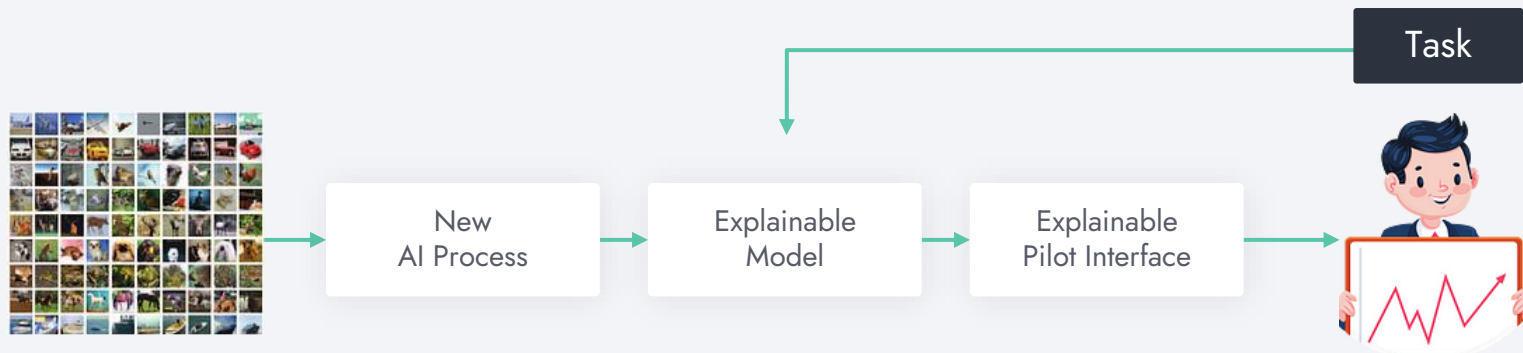 Task
New
AI Process
Explainable
Model
Explainable
Pilot Interface